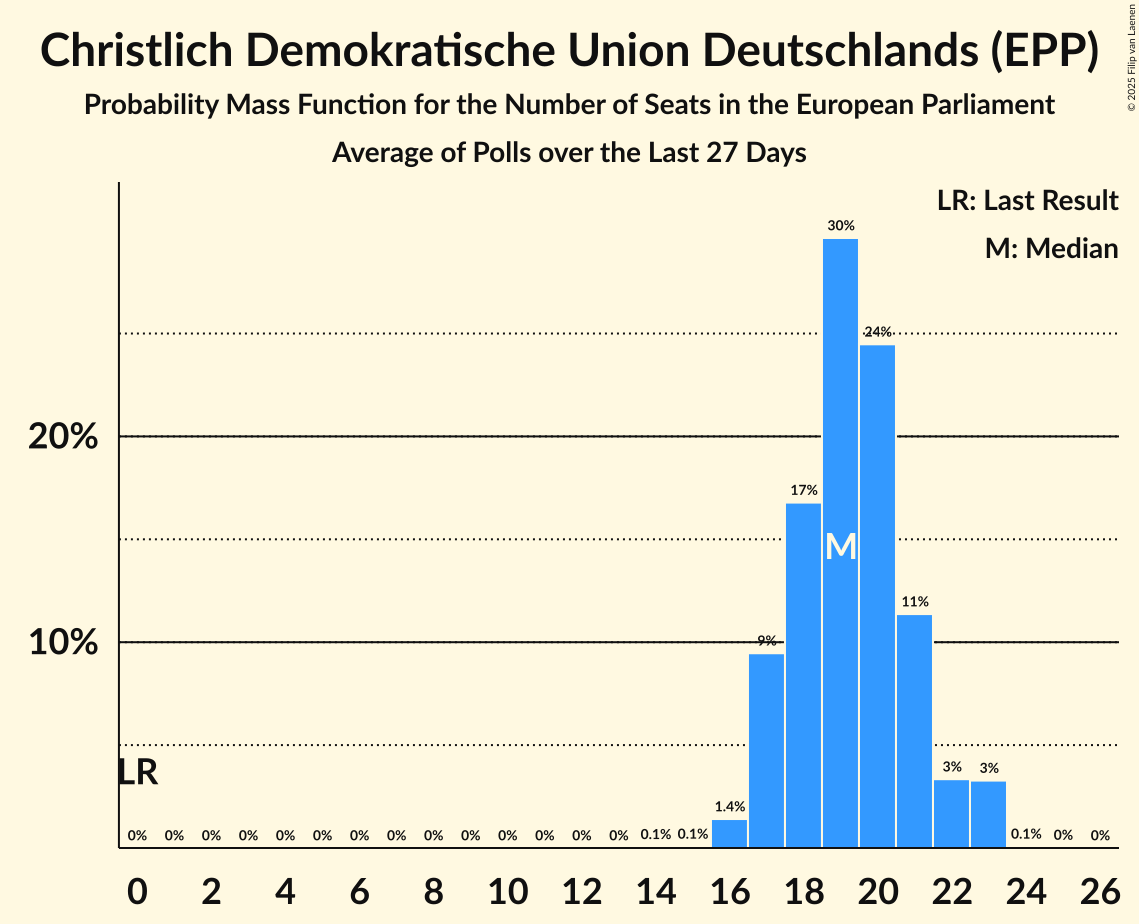 Christlich Demokratische Union Deutschlands (EPP)
Probability Mass Function for the Number of Seats in the European Parliament
Average of Polls over the Last 27 Days
© 2025 Filip van Laenen
LR: Last Result
M: Median
30%
24%
20%
17%
M
11%
10%
9%
LR
3% 3%
1.4%
0% 0% 0% 0% 0% 0% 0% 0% 0% 0% 0% 0% 0% 0% 0.1% 0.1% 0.1% 0% 0%
0 2 4 6 8 10 12 14 16 18 20 22 24 26